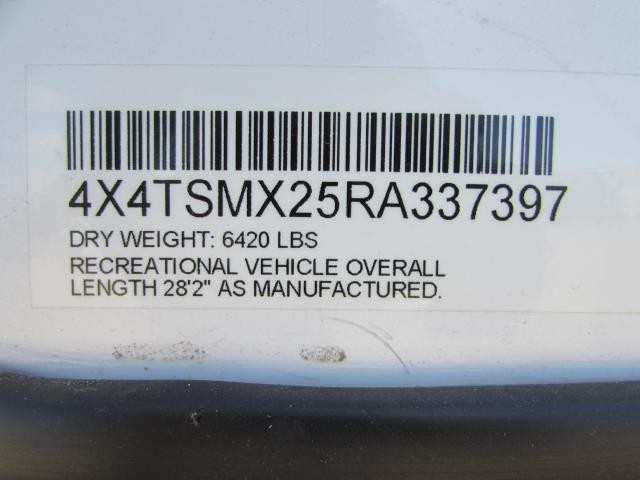 4X4TSMX25RA337397
DRY WEIGHT: 6420 LBS
RECREATIONAL VEHICLE OVERALL
LENGTH 28'2" AS MANUFACTURED.